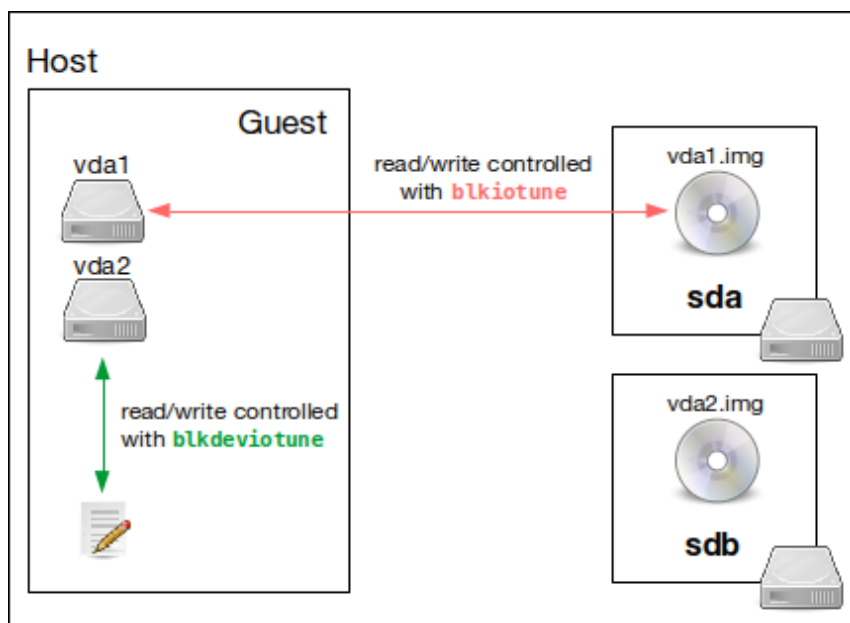 Host
Guest
vda1
read/write controlled
with blkiotune
vda1.img
sda
vda2
read/write controlled
with blkdeviotune
vda2.img
sdb